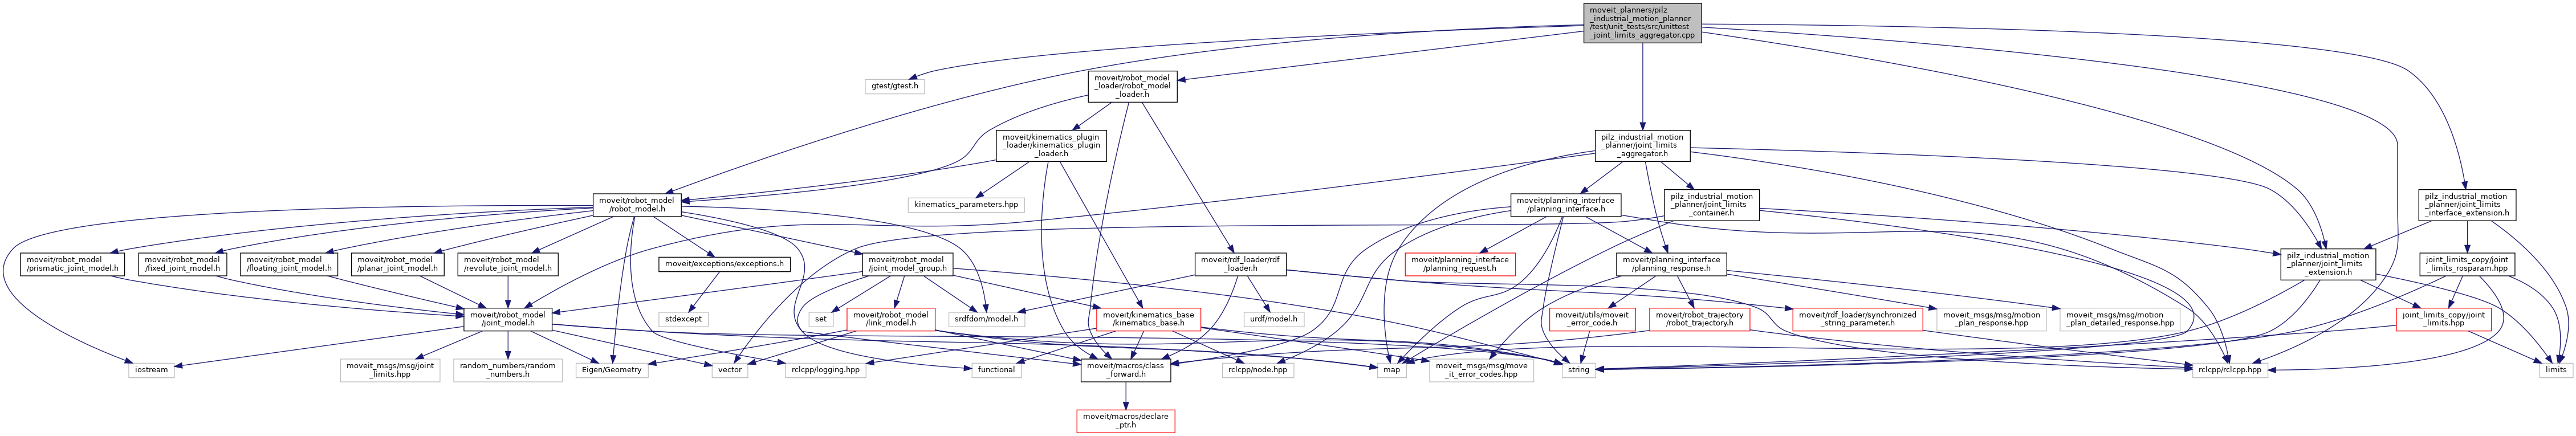 moveit_planners/pilz
_industrial_motion_planner
/test/unit_tests/src/unittest
_joint_limits_aggregator.cpp
gtest/gtest.h
moveit/robot_model
_loader/robot_model
_loader.h
moveit/kinematics_plugin
_loader/kinematics_plugin
_loader.h
pilz_industrial_motion
_planner/joint_limits
_aggregator.h
moveit/robot_model
/robot_model.h
kinematics_parameters.hpp
moveit/planning_interface
/planning_interface.h
pilz_industrial_motion
_planner/joint_limits
_container.h
pilz_industrial_motion
_planner/joint_limits
_interface_extension.h
moveit/robot_model
/prismatic_joint_model.h
moveit/robot_model
/fixed_joint_model.h
moveit/robot_model
/floating_joint_model.h
moveit/robot_model
/planar_joint_model.h
moveit/robot_model
/revolute_joint_model.h
moveit/exceptions/exceptions.h
moveit/robot_model
/joint_model_group.h
moveit/rdf_loader/rdf
_loader.h
moveit/planning_interface
/planning_request.h
moveit/planning_interface
/planning_response.h
pilz_industrial_motion
_planner/joint_limits
_extension.h
joint_limits_copy/joint
_limits_rosparam.hpp
moveit/robot_model
/joint_model.h
stdexcept
set
moveit/robot_model
/link_model.h
srdfdom/model.h
moveit/kinematics_base
/kinematics_base.h
urdf/model.h
moveit/utils/moveit
_error_code.h
moveit/robot_trajectory
/robot_trajectory.h
moveit/rdf_loader/synchronized
_string_parameter.h
moveit_msgs/msg/motion
_plan_response.hpp
moveit_msgs/msg/motion
_plan_detailed_response.hpp
joint_limits_copy/joint
_limits.hpp
iostream
moveit_msgs/msg/joint
_limits.hpp
random_numbers/random
_numbers.h
Eigen/Geometry
vector
rclcpp/logging.hpp
functional
moveit/macros/class
_forward.h
rclcpp/node.hpp
map
moveit_msgs/msg/move
_it_error_codes.hpp
string
rclcpp/rclcpp.hpp
limits
moveit/macros/declare
_ptr.h